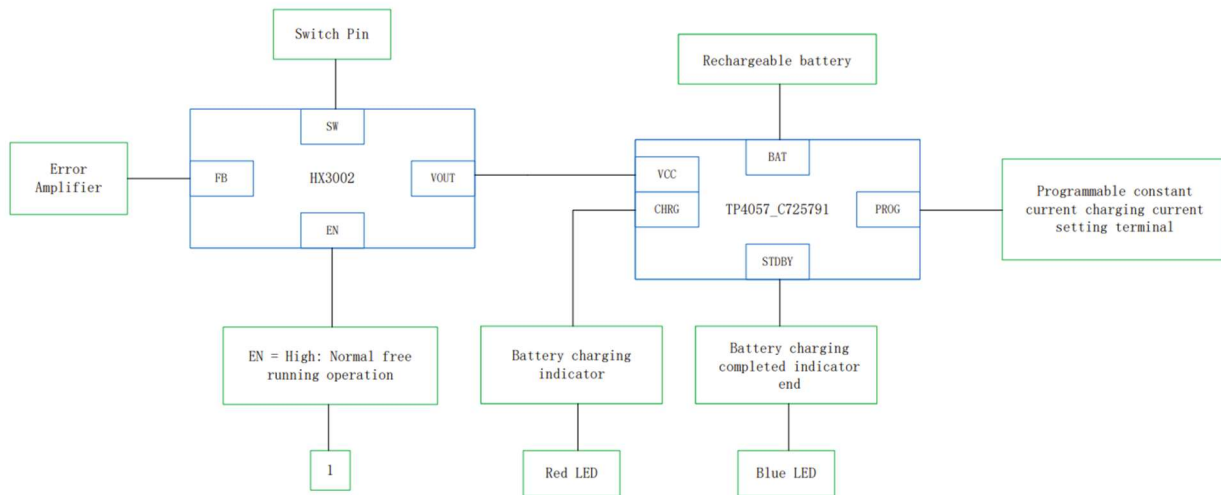 Switch Pin
Rechargeable battery
SW
Error
Amplifier
FB
HX3002
VOUT
EN
BAT
VCC
CHRG
TP4057_C725791
PROG
STDBY
Programmable constant
current charging current
setting terminal
EN = High: Normal free
running operation
Battery charging
indicator
Battery charging
completed indicator
end
1
Red LED
Blue LED